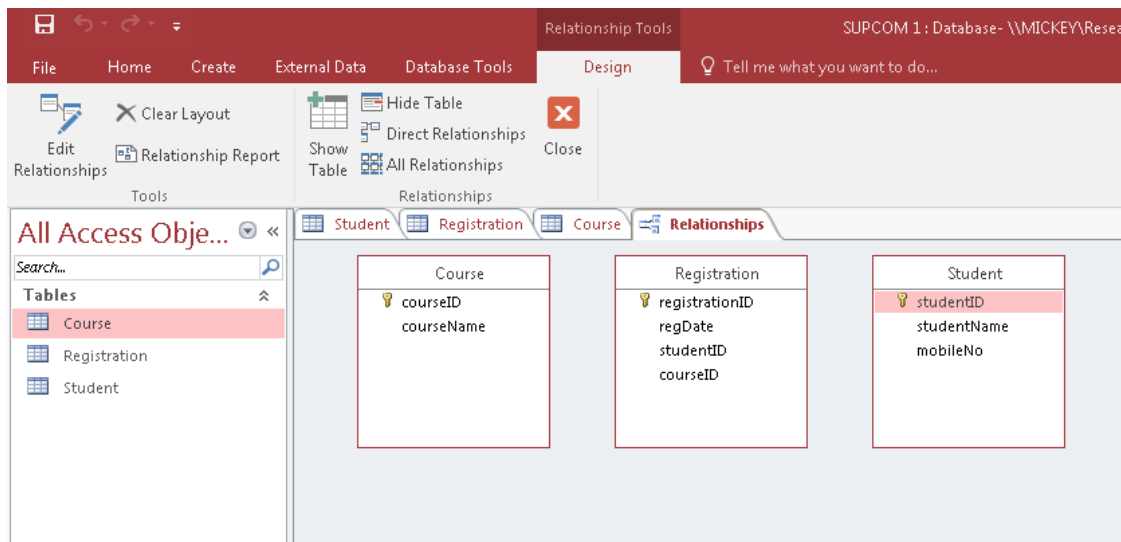 Relationship Tools
SUPCOM 1 : Database- \\MICKEY\Resea
File Home Create External Data Database Tools Design Tell me what you want to do...
Edit Relationships
Clear Layout
Relationship Report
Tools
Show Table
Hide Table
Direct Relationships
All Relationships
Relationships
Close
All Access Obje...
Search...
Tables
Course
Registration
Student
Student Registration Course Relationships
Course
courseID
courseName
Registration
registrationID
regDate
studentID
courseID
Student
studentID
studentName
mobileNo